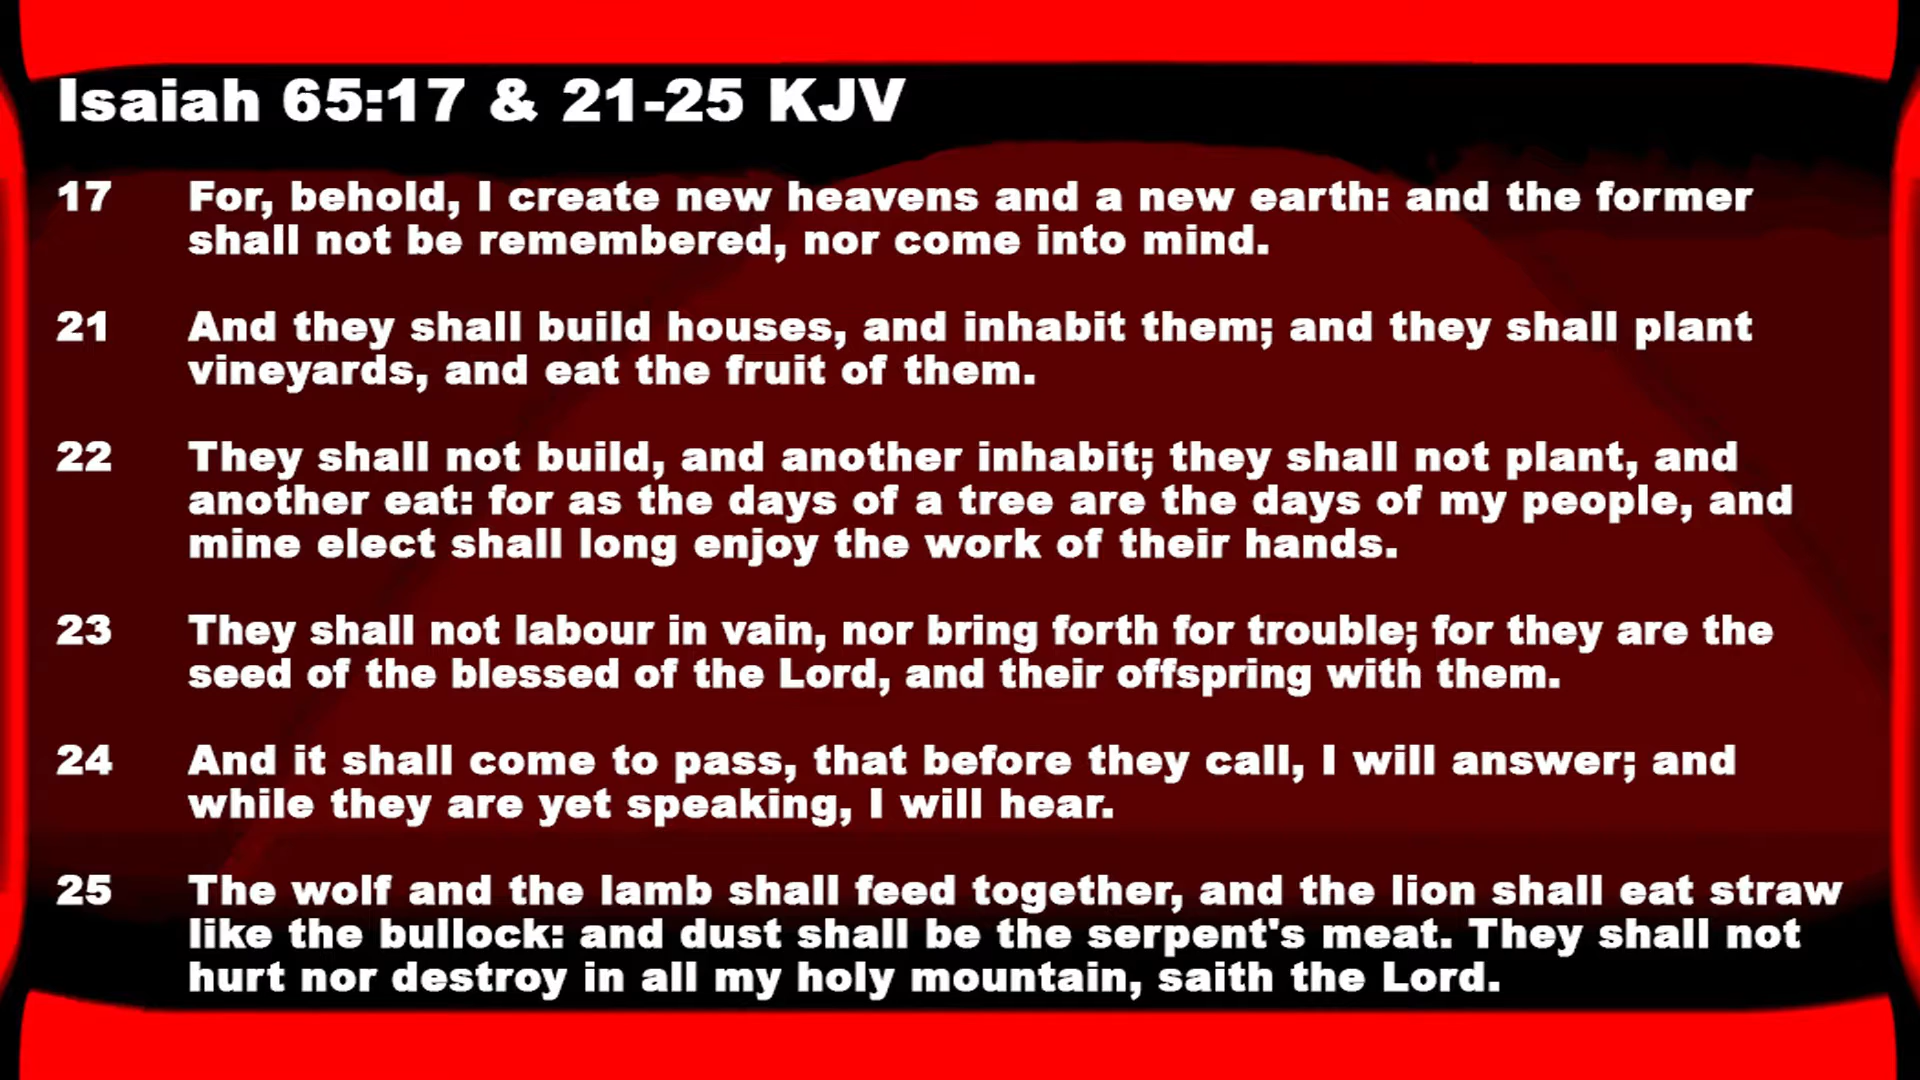 Isaiah 65:17 & 21-25 KJV
17 For, behold, I create new heavens and a new earth: and the former
shall not be remembered, nor come into mind.
21 And they shall build houses, and inhabit them; and they shall plant
vineyards, and eat the fruit of them.
22 They shall not build, and another inhabit; they shall not plant, and
another eat: for as the days of a tree are the days of my people, and
mine elect shall long enjoy the work of their hands.
23 They shall not labour in vain, nor bring forth for trouble; for they are the
seed of the blessed of the Lord, and their offspring with them.
24 And it shall come to pass, that before they call, I will answer; and
while they are yet speaking, I will hear.
25 The wolf and the lamb shall feed together, and the lion shall eat straw
like the bullock: and dust shall be the serpent's meat. They shall not
hurt nor destroy in all my holy mountain, saith the Lord.